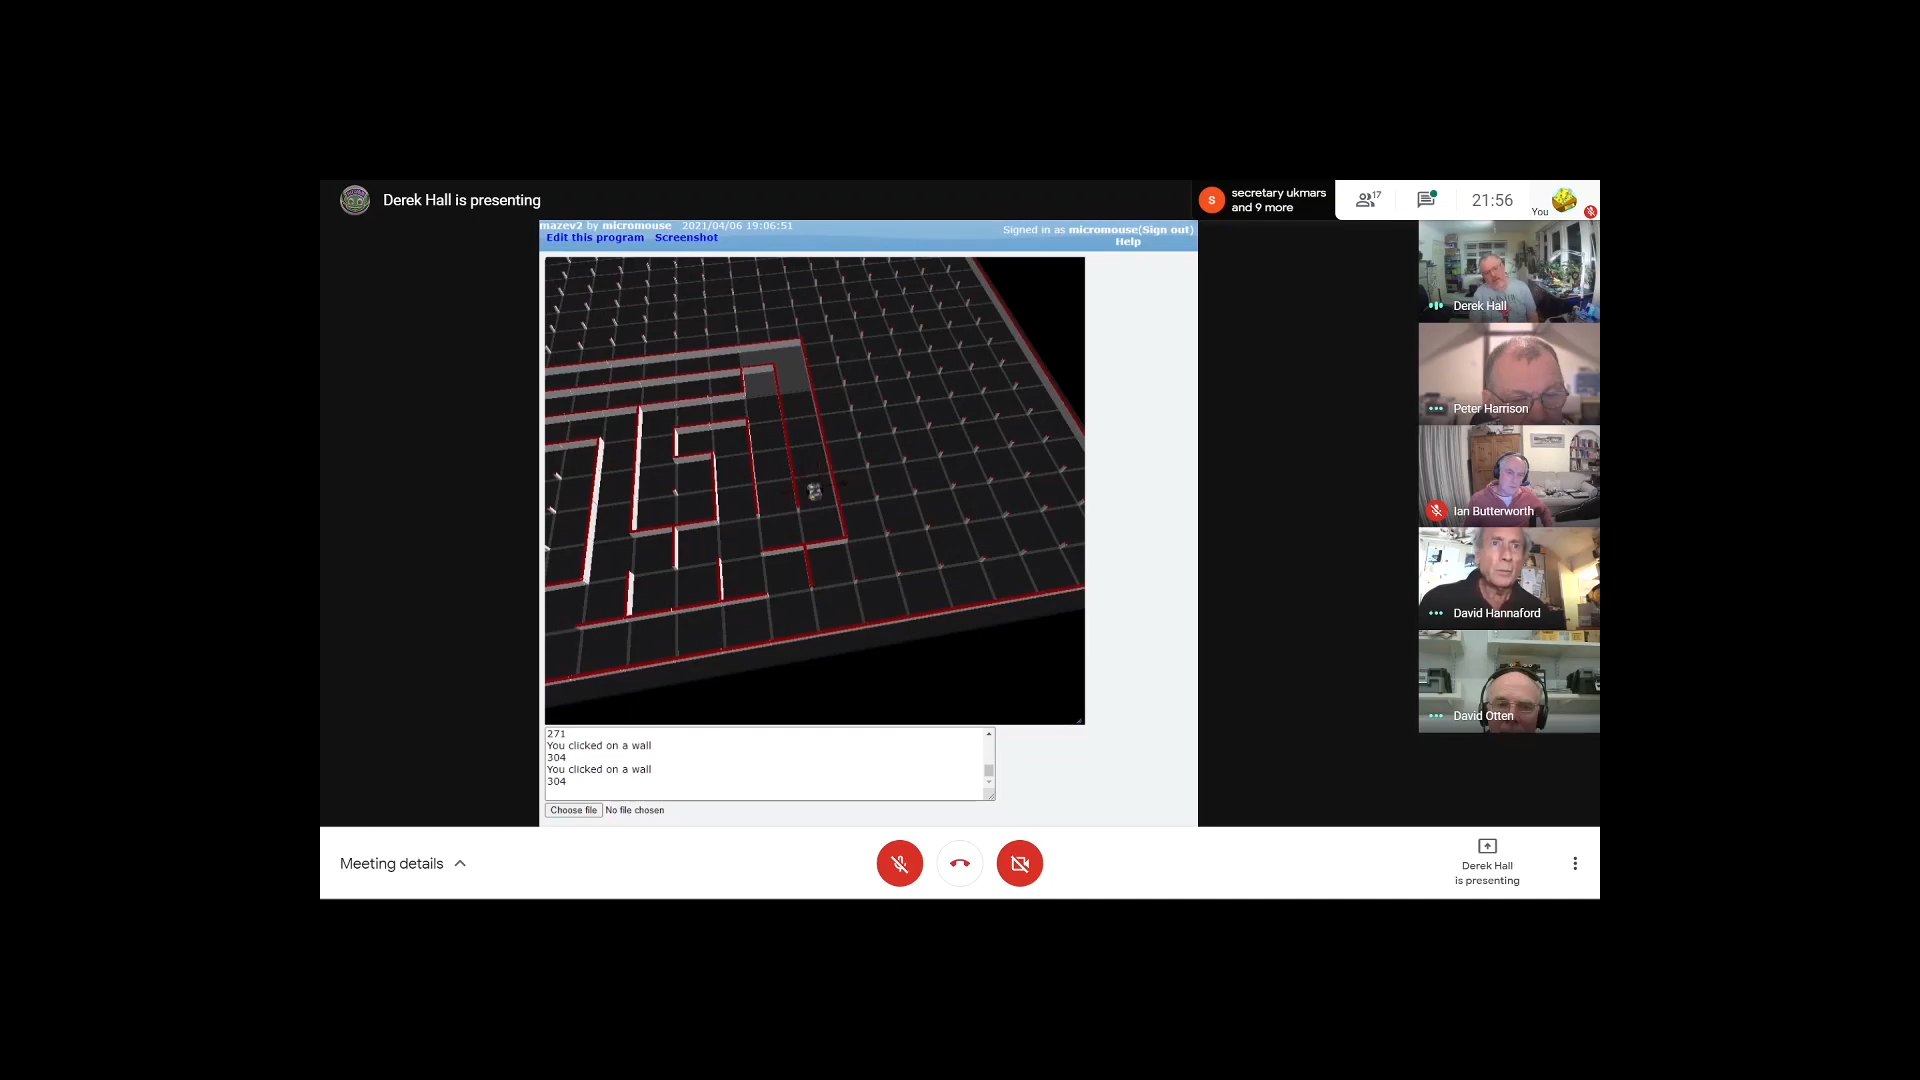 Derek Hall is presenting
secretary ukmars
and 9 more
17
21:56
You
S
mazev2 by micromouse 2021/04/06 19:06:51
Edit this program Screenshot
Signed in as micromouse(Sign out)
Help
Derek Hall
Peter Harrison
Ian Butterworth
David Hannaford
David Otten
271
You clicked on a wall
304
You clicked on a wall
304
Choose file No file chosen
Meeting details
Derek Hall
is presenting